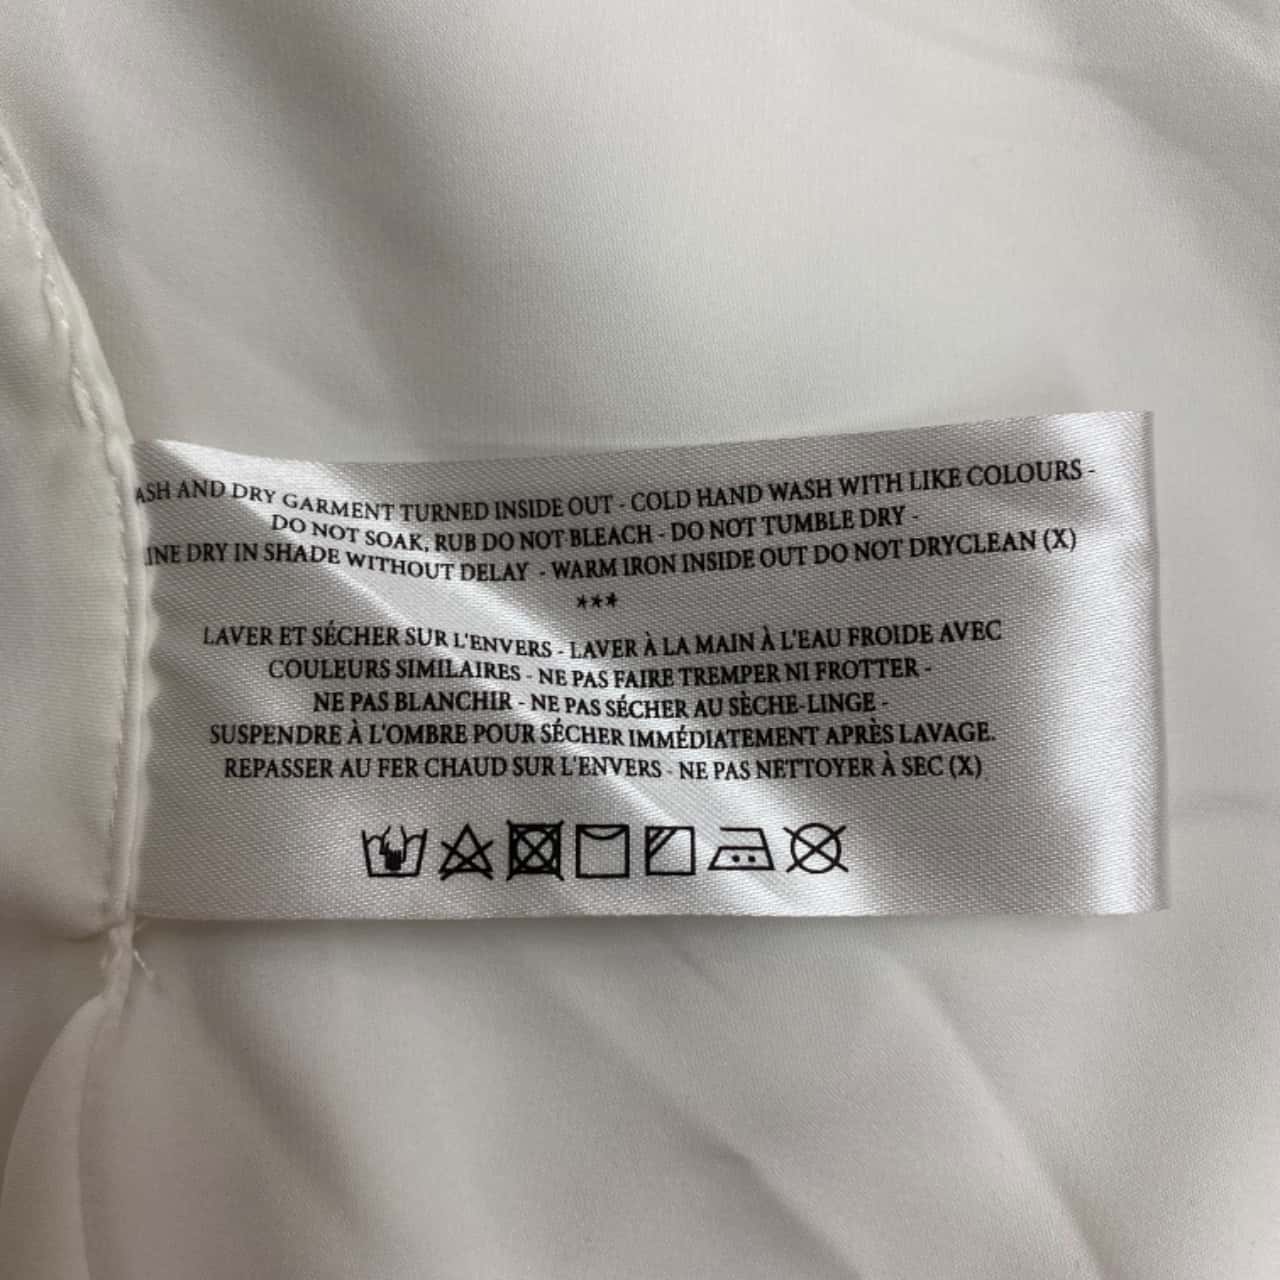 ASH AND DRY GARMENT TURNED INSIDE OUT - COLD HAND WASH WITH LIKE COLOURS -
DO NOT SOAK, RUB DO NOT BLEACH - DO NOT TUMBLE DRY -
INE DRY IN SHADE WITHOUT DELAY - WARM IRON INSIDE OUT DO NOT DRYCLEAN (X)
***
LAVER ET SÉCHER SUR L'ENVERS - LAVER À LA MAIN À L'EAU FROIDE AVEC
COULEURS SIMILAIRES - NE PAS FAIRE TREMPER NI FROTTER -
NE PAS BLANCHIR - NE PAS SÉCHER AU SÈCHE-LINGE -
SUSPENDRE À L'OMBRE POUR SÉCHER IMMÉDIATEMENT APRÈS LAVAGE.
REPASSER AU FER CHAUD SUR L'ENVERS - NE PAS NETTOYER À SEC (X)